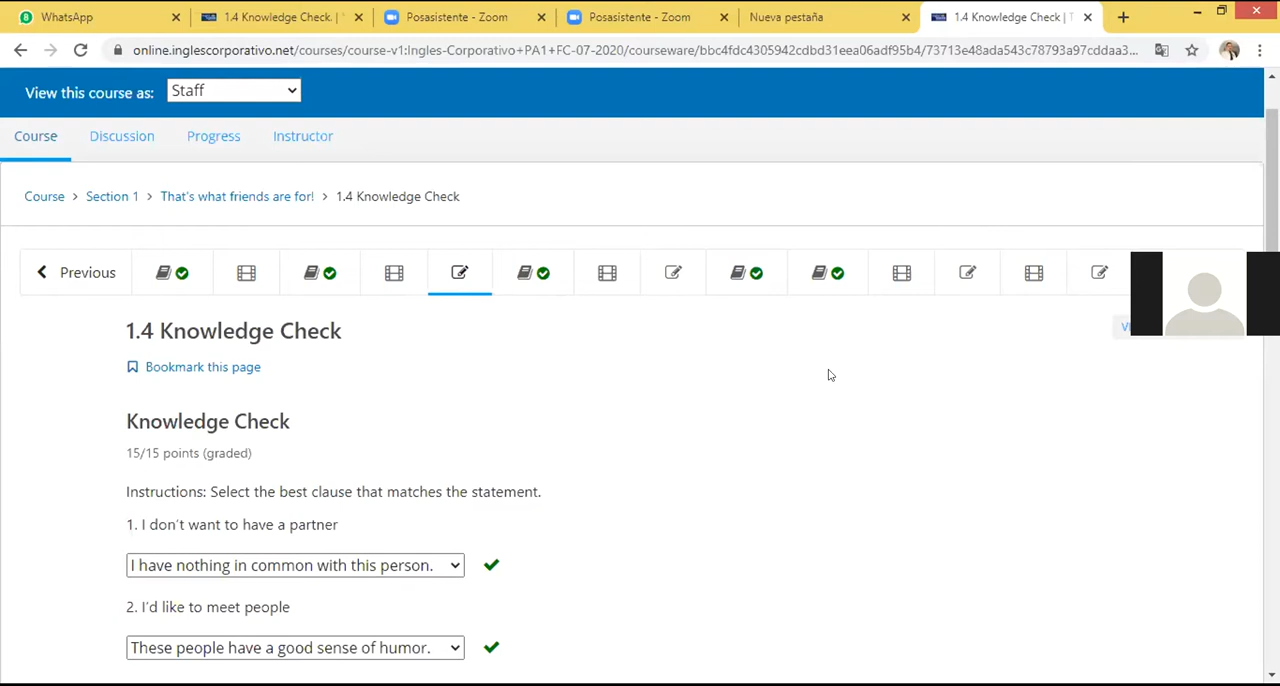 WhatsApp
1.4 Knowledge Check. |
Posasistente - Zoom
Posasistente - Zoom
Nueva pestaña
1.4 Knowledge Check | T
online.inglescorporativo.net/courses/course-v1:Ingles-Corporativo+PA1+FC-07-2020/courseware/bbc4fdc4305942cdbd31eea06adf95b4/73713e48ada543c78793a97cddaa3...
View this course as: Staff
Course Discussion Progress Instructor
Course > Section 1 > That's what friends are for! > 1.4 Knowledge Check
Previous
1.4 Knowledge Check
Bookmark this page
Knowledge Check
15/15 points (graded)
Instructions: Select the best clause that matches the statement.
1. I don´t want to have a partner
I have nothing in common with this person.
2. I'd like to meet people
These people have a good sense of humor.